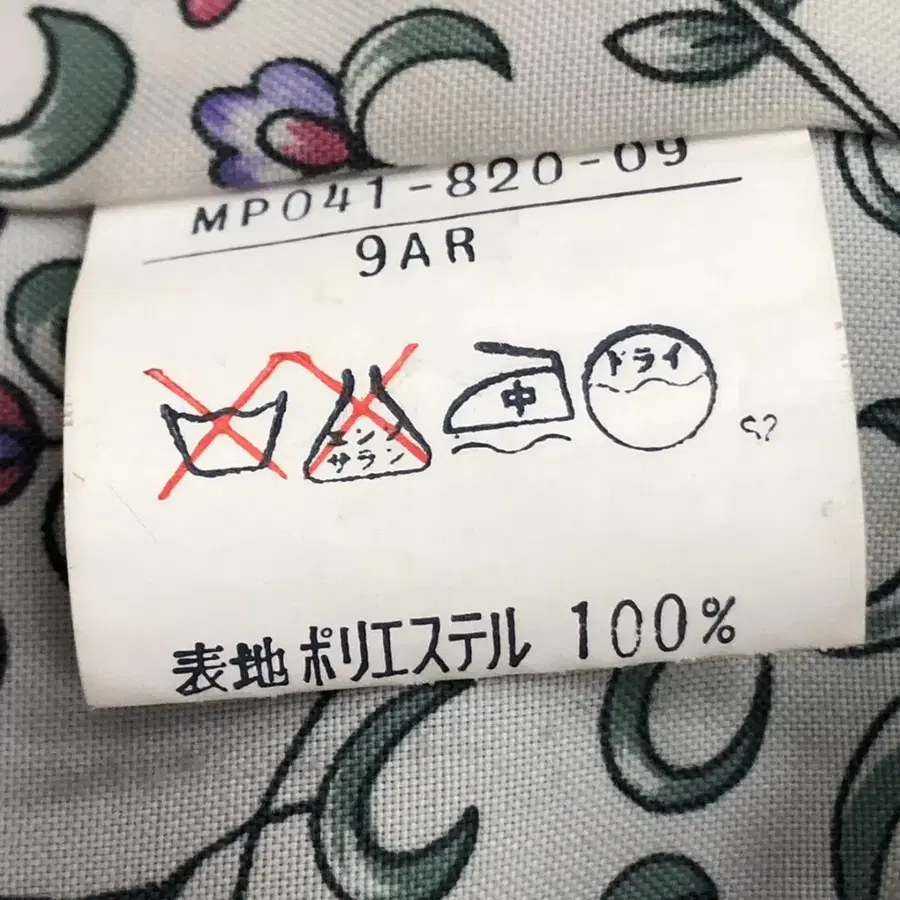 MP041-820-09
9AR
エンソ
サラシ
中
ドライ
表地 ポリエステル 100%